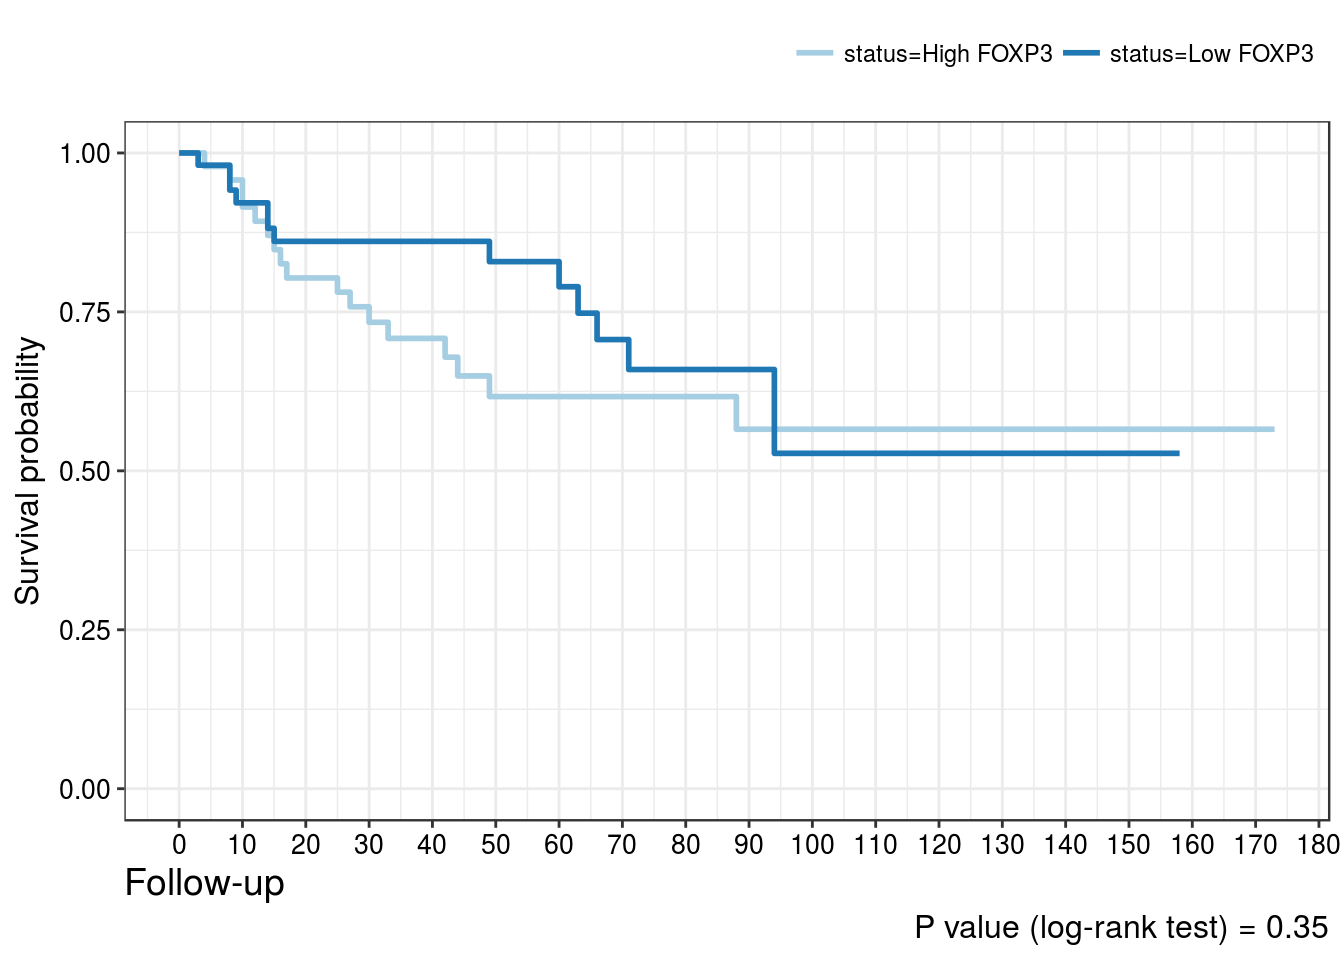 status=High FOXP3 status=Low FOXP3
Survival probability
1.00
0.75
0.50
0.25
0.00
0 10 20 30 40 50 60 70 80 90 100 110 120 130 140 150 160 170 180
Follow-up
P value (log-rank test) = 0.35